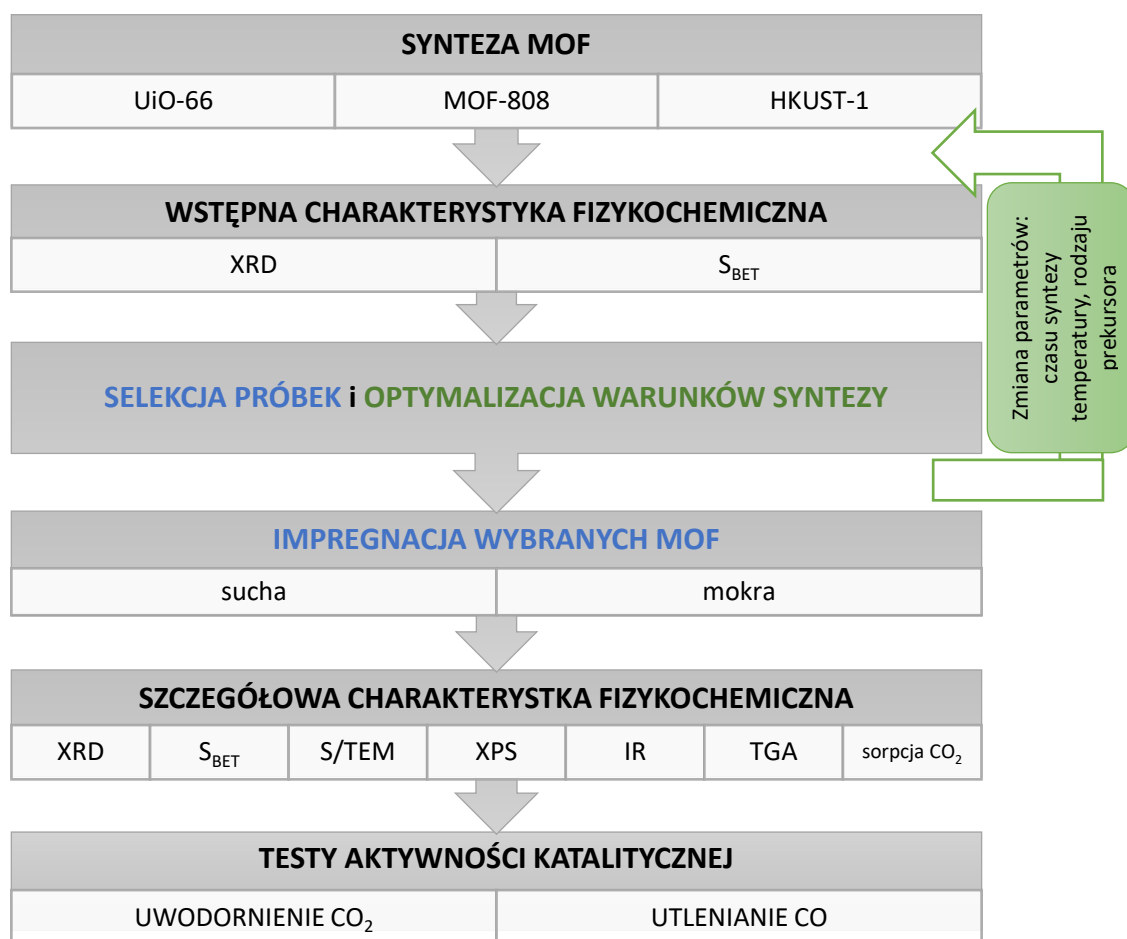 SYNTEZA MOF
UiO-66 MOF-808 HKUST-1
WSTĘPNA CHARAKTERYSTYKA FIZYKOCHEMICZNA
XRD S_BET
Zmiana parametrów:
czasu syntezy
temperatury, rodzaju
prekursora
SELEKCJA PRÓBEK i OPTYMALIZACJA WARUNKÓW SYNTEZY
IMPREGNACJA WYBRANYCH MOF
sucha mokra
SZCZEGÓŁOWA CHARAKTERYSTKA FIZYKOCHEMICZNA
XRD S_BET S/TEM XPS IR TGA sorpcja CO₂
TESTY AKTYWNOŚCI KATALITYCZNEJ
UWODORNIENIE CO₂ UTLENIANIE CO